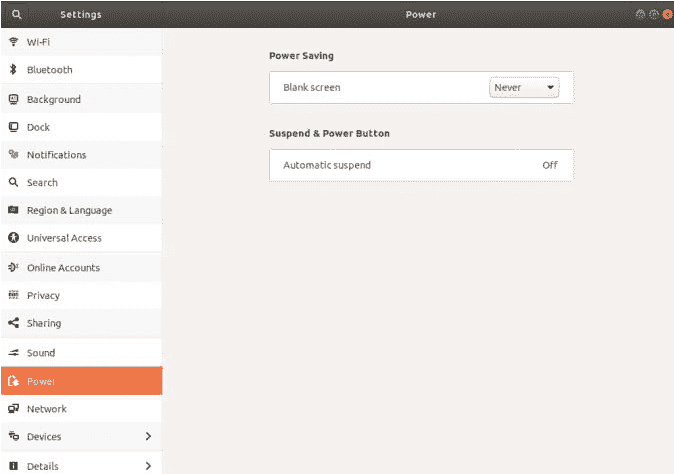 Settings
Power
Wi-Fi
Bluetooth
Background
Dock
Notifications
Search
Region & Language
Universal Access
Online Accounts
Privacy
Sharing
Sound
Power
Network
Devices
Details
Power Saving
Blank screen Never
Suspend & Power Button
Automatic suspend Off